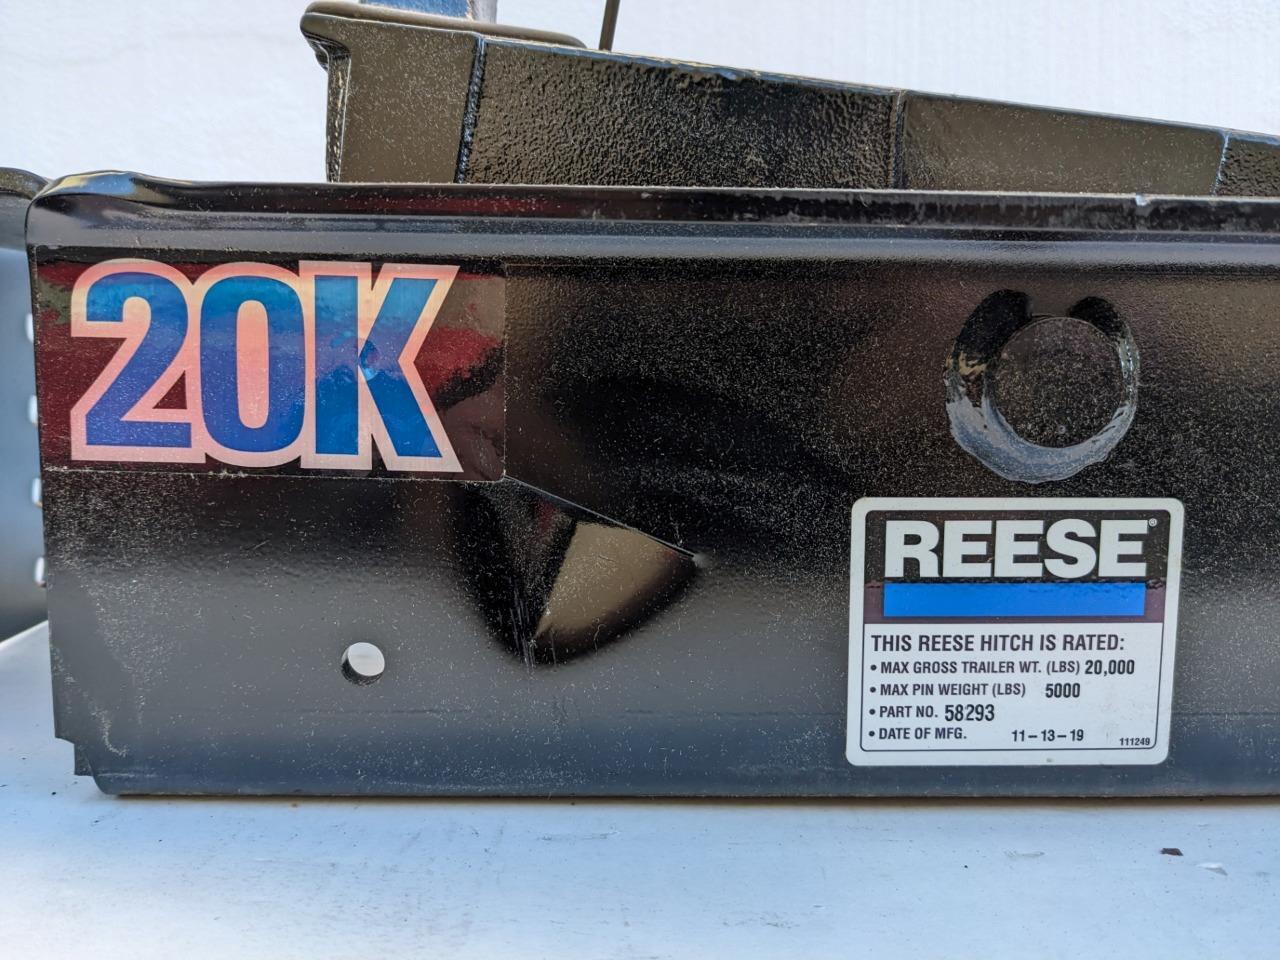 20K
REESE®
THIS REESE HITCH IS RATED:
• MAX GROSS TRAILER WT. (LBS) 20,000
• MAX PIN WEIGHT (LBS) 5000
• PART NO. 58293
• DATE OF MFG. 11-13-19
111249